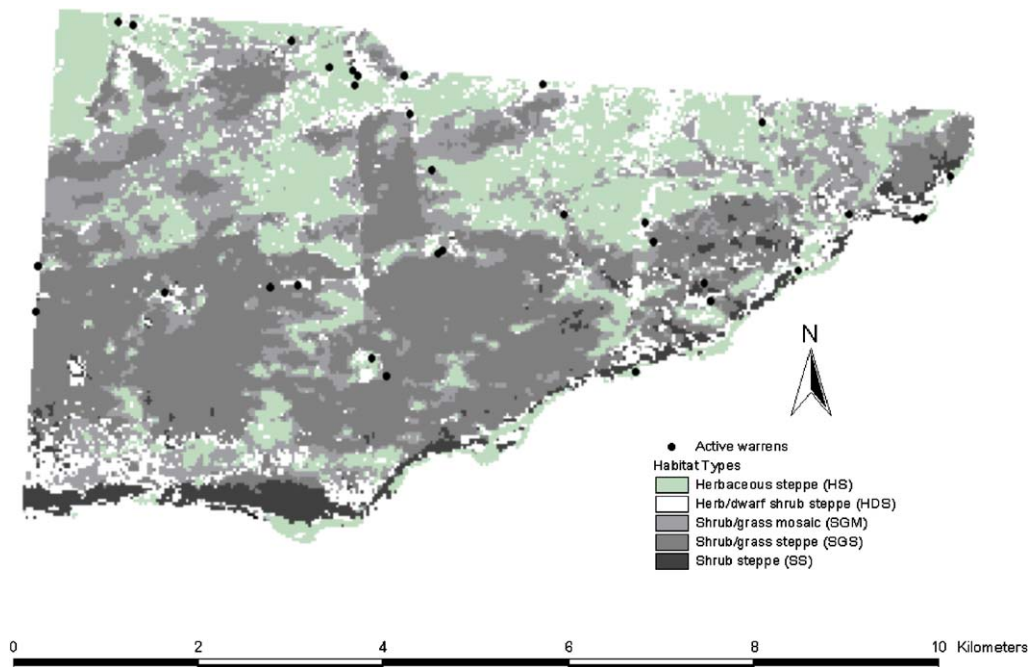 N
Active warrens
Habitat Types
Herbaceous steppe (HS)
Herb/dwarf shrub steppe (HDS)
Shrub/grass mosaic (SGM)
Shrub/grass steppe (SGS)
Shrub steppe (SS)
0 2 4 6 8 10 Kilometers